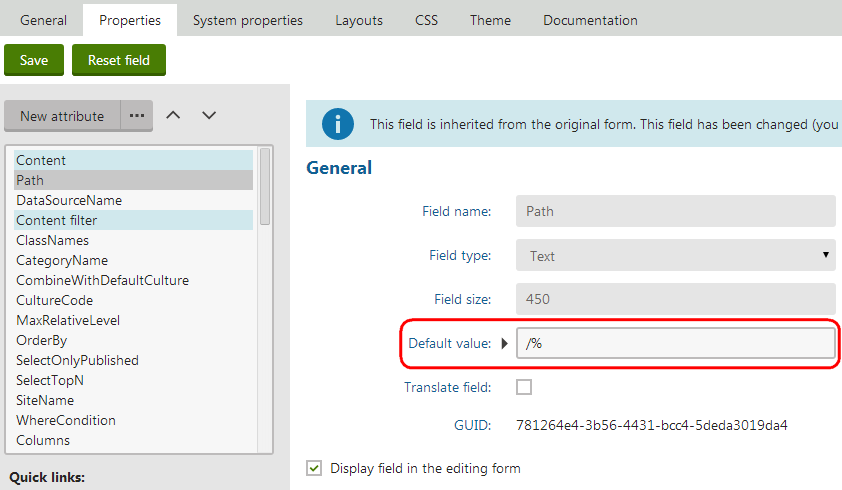 General Properties System properties Layouts CSS Theme Documentation
Save Reset field
New attribute ...
Content
Path
DataSourceName
Content filter
ClassNames
CategoryName
CombineWithDefaultCulture
CultureCode
MaxRelativeLevel
OrderBy
SelectOnlyPublished
SelectTopN
SiteName
WhereCondition
Columns
Quick links:
This field is inherited from the original form. This field has been changed (you
General
Field name: Path
Field type: Text
Field size: 450
Default value: /%
Translate field:
GUID: 781264e4-3b56-4431-bcc4-5deda3019da4
Display field in the editing form